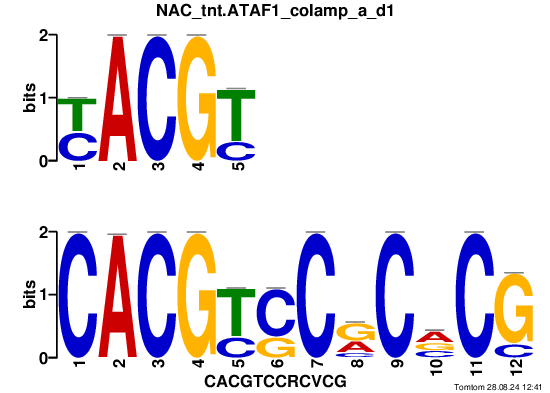 NAC_tnt.ATAF1_colamp_a_d1
bits
2
1
0
T
C
A
C
G
T
C
1 2 3 4 5
bits
2
1
0
C
A
C
G
T
C
C
G
C
G
A
C
C
A
G
C
C
G
C
1 2 3 4 5 6 7 8 9 10 11 12
CACGTCCRCVCG
Tomtom 28.08.24 12:41